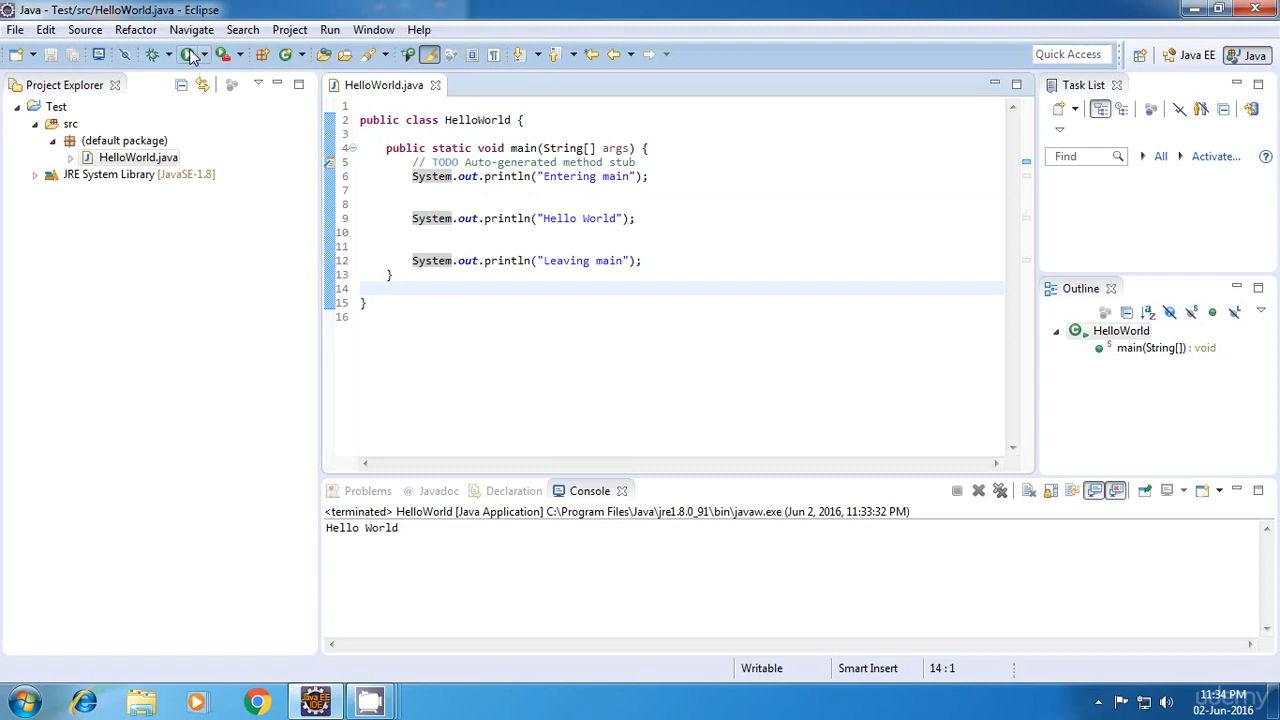 Java - Test/src/HelloWorld.java - Eclipse
File Edit Source Refactor Navigate Search Project Run Window Help
Quick Access Java EE Java
Project Explorer
Test
src
(default package)
HelloWorld.java
JRE System Library [JavaSE-1.8]
HelloWorld.java
1
2 public class HelloWorld {
3
4 public static void main(String[] args) {
5 // TODO Auto-generated method stub
6 System.out.println("Entering main");
7
8
9 System.out.println("Hello World");
10
11
12 System.out.println("Leaving main");
13 }
14
15 }
16
Task List
Find All Activate...
Outline
HelloWorld
main(String[]) : void
Problems Javadoc Declaration Console
<terminated> HelloWorld [Java Application] C:\Program Files\Java\jre1.8.0_91\bin\javaw.exe (Jun 2, 2016, 11:33:32 PM)
Hello World
Writable Smart Insert 14 : 1
Java EE
IDE
11:34 PM
02-Jun-2016
udemy